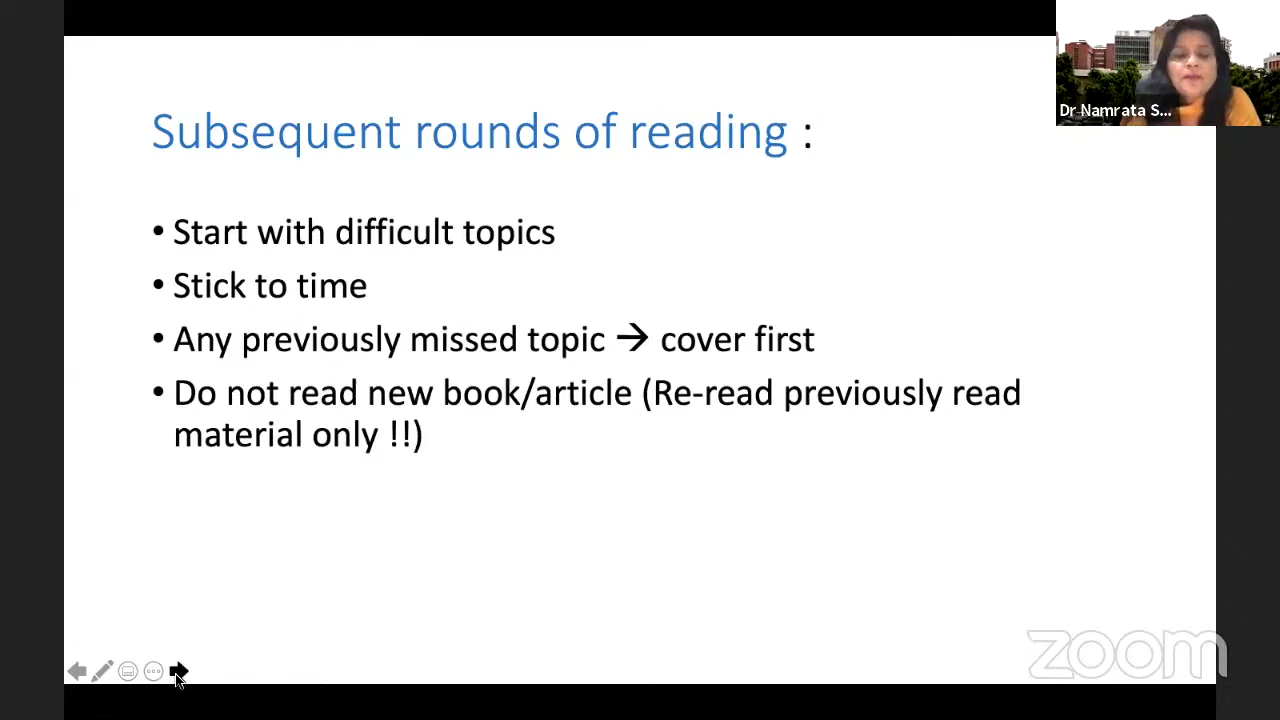 Dr Namrata S...
Subsequent rounds of reading :
• Start with difficult topics
• Stick to time
• Any previously missed topic → cover first
• Do not read new book/article (Re-read previously read
material only !!)
zoom